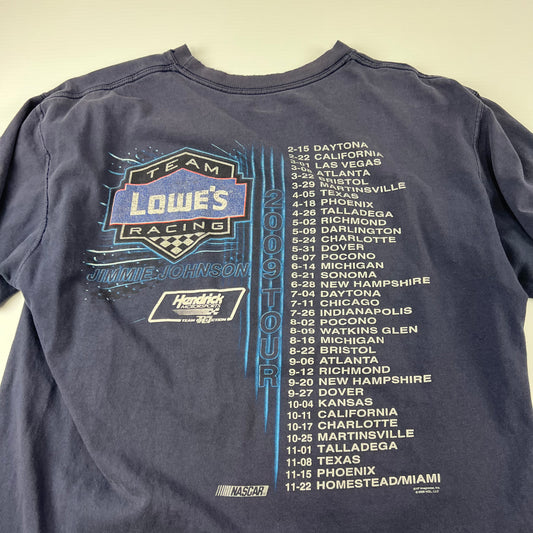 TEAM
LOWE'S
RACING
JIMMIE JOHNSON
Hendrick
MOTORSPORTS
TEAM
2009 TOUR
2-15 DAYTONA
2-22 CALIFORNIA
3-01 LAS VEGAS
3-08 ATLANTA
3-22 BRISTOL
3-29 MARTINSVILLE
4-05 TEXAS
4-18 PHOENIX
4-26 TALLADEGA
5-02 RICHMOND
5-09 DARLINGTON
5-24 CHARLOTTE
5-31 DOVER
6-07 POCONO
6-14 MICHIGAN
6-21 SONOMA
6-28 NEW HAMPSHIRE
7-04 DAYTONA
7-11 CHICAGO
7-26 INDIANAPOLIS
8-02 POCONO
8-09 WATKINS GLEN
8-16 MICHIGAN
8-22 BRISTOL
9-06 ATLANTA
9-12 RICHMOND
9-20 NEW HAMPSHIRE
9-27 DOVER
10-04 KANSAS
10-11 CALIFORNIA
10-17 CHARLOTTE
10-25 MARTINSVILLE
11-01 TALLADEGA
11-08 TEXAS
11-15 PHOENIX
11-22 HOMESTEAD/MIAMI
NASCAR